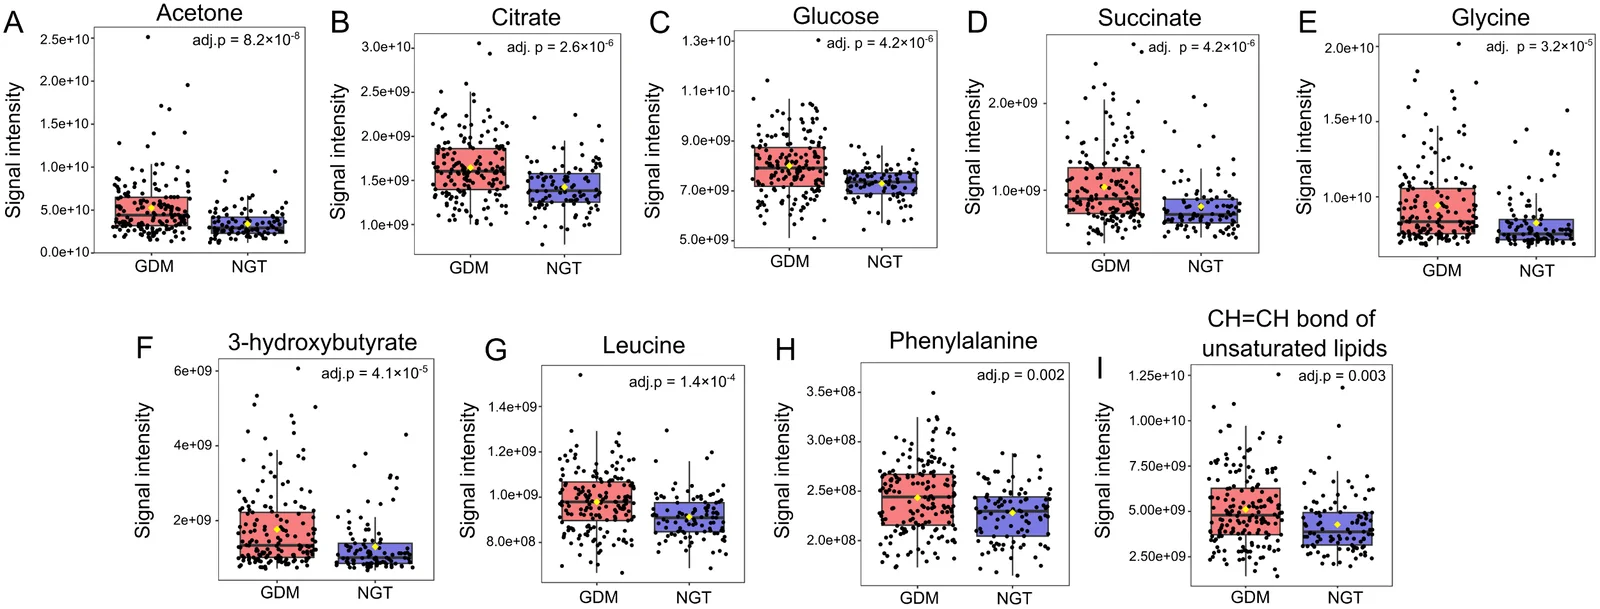 A
Acetone
adj.p = 8.2×10-8
Signal intensity
2.5e+10
2.0e+10
1.5e+10
1.0e+10
5.0e+10
0.0e+10
GDM
NGT
B
Citrate
adj. p = 2.6×10-6
Signal intensity
3.0e+10
2.5e+09
2.0e+09
1.5e+09
1.0e+09
GDM
NGT
C
Glucose
adj. p = 4.2×10-6
Signal intensity
1.3e+10
1.1e+10
9.0e+09
7.0e+09
5.0e+09
GDM
NGT
D
Succinate
adj. p = 4.2×10-6
Signal intensity
2.0e+09
1.0e+09
GDM
NGT
E
Glycine
adj. p = 3.2×10-5
Signal intensity
2.0e+10
1.5e+10
1.0e+10
GDM
NGT
F
3-hydroxybutyrate
adj.p = 4.1×10-5
Signal intensity
6e+09
4e+09
2e+09
GDM
NGT
G
Leucine
adj.p = 1.4×10-4
Signal intensity
1.4e+09
1.2e+09
1.0e+09
8.0e+08
GDM
NGT
H
Phenylalanine
adj.p = 0.002
Signal intensity
3.5e+08
3.0e+08
2.5e+08
2.0e+08
GDM
NGT
I
CH=CH bond of
unsaturated lipids
adj.p = 0.003
Signal intensity
1.25e+10
1.00e+10
7.50e+09
5.00e+09
2.50e+09
GDM
NGT